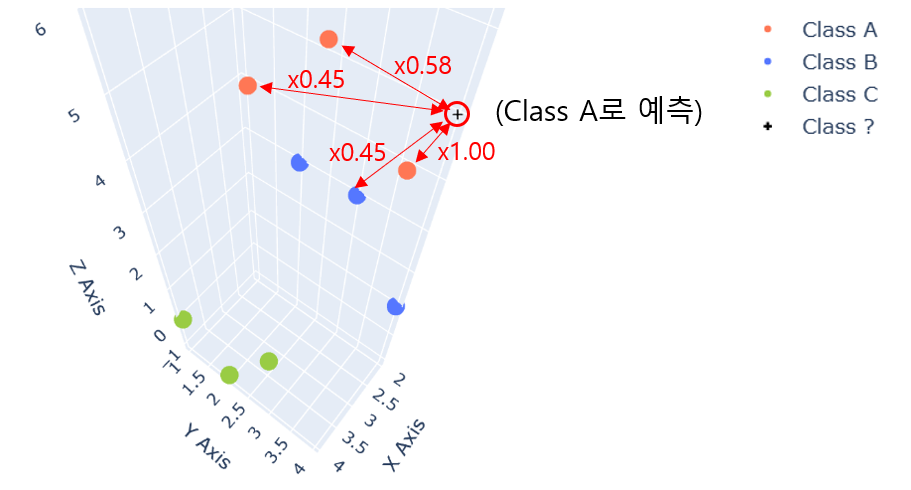 Class A
Class B
Class C
Class ?
x0.58
x0.45
(Class A로 예측)
x0.45
x1.00
6
5
4
3
2
1
0
−1
Z Axis
1
1.5
2
2.5
3
3.5
4
Y Axis
2
2.5
3
3.5
4
X Axis